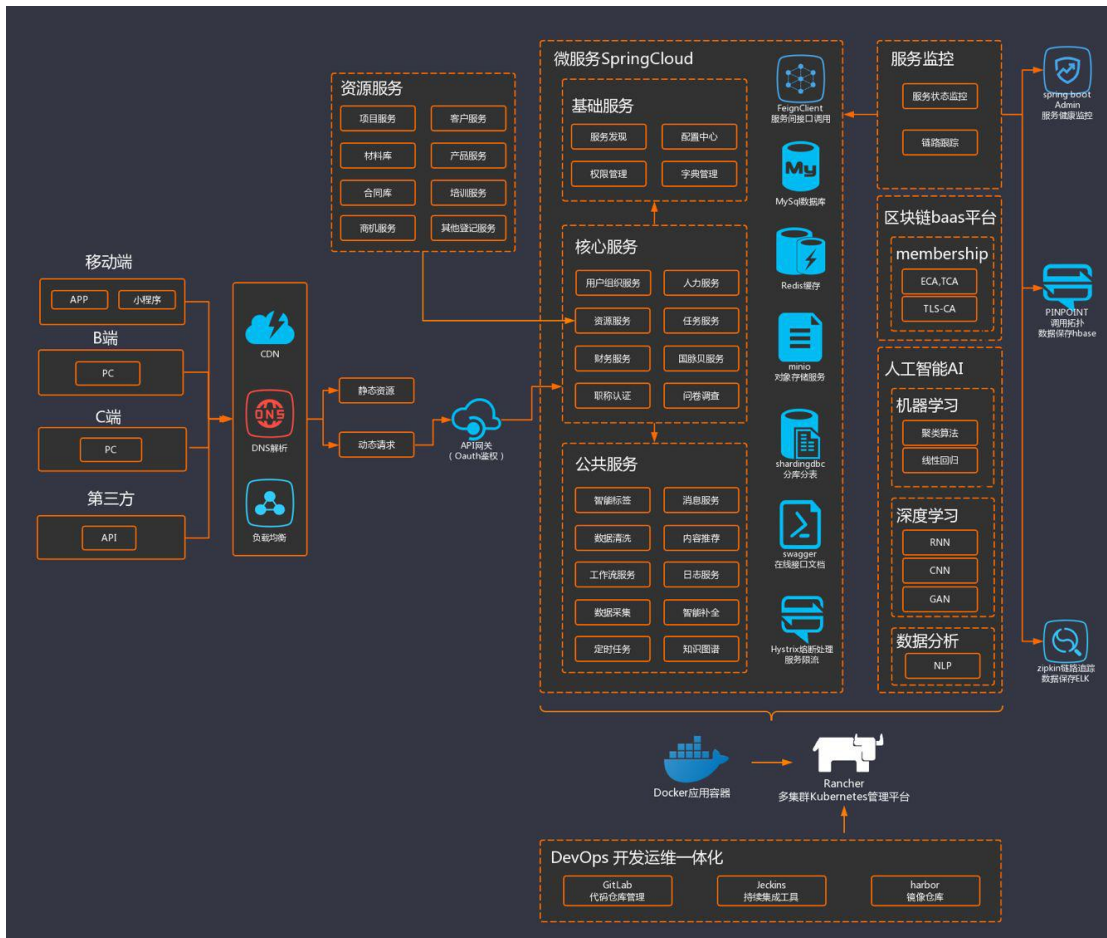 移动端
APP
小程序
B端
PC
C端
PC
第三方
API
CDN
DNS
DNS解析
负载均衡
资源服务
项目服务
客户服务
材料库
产品服务
合同库
培训服务
商机服务
其他登记服务
静态资源
动态请求
API网关
（Oauth鉴权）
微服务SpringCloud
基础服务
服务发现
配置中心
权限管理
字典管理
核心服务
用户组织服务
人力服务
资源服务
任务服务
财务服务
国脉贝服务
职称认证
问卷调查
公共服务
智能标签
消息服务
数据清洗
内容推荐
工作流服务
日志服务
数据采集
智能补全
定时任务
知识图谱
FeignClient
服务间接口调用
My
MySql数据库
Redis缓存
minio
对象存储服务
shardingdbc
分库分表
swagger
在线接口文档
Hystrix熔断处理
服务限流
服务监控
服务状态监控
链路跟踪
区块链baas平台
membership
ECA,TCA
TLS-CA
人工智能AI
机器学习
聚类算法
线性回归
深度学习
RNN
CNN
GAN
数据分析
NLP
spring boot
Admin
服务健康监控
PINPOINT
调用拓扑
数据保存hbase
zipkin链路追踪
数据保存ELK
Docker应用容器
Rancher
多集群Kubernetes管理平台
DevOps 开发运维一体化
GitLab
代码仓库管理
Jeckins
持续集成工具
harbor
镜像仓库